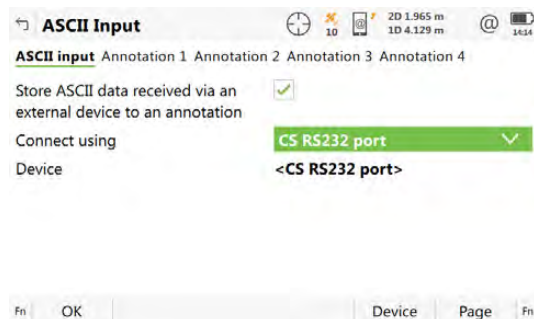 ASCII Input
10
@
2D 1.965 m
1D 4.129 m
@
14:14
ASCII input Annotation 1 Annotation 2 Annotation 3 Annotation 4
Store ASCII data received via an
external device to an annotation
Connect using CS RS232 port
Device <CS RS232 port>
Fn OK Device Page Fn